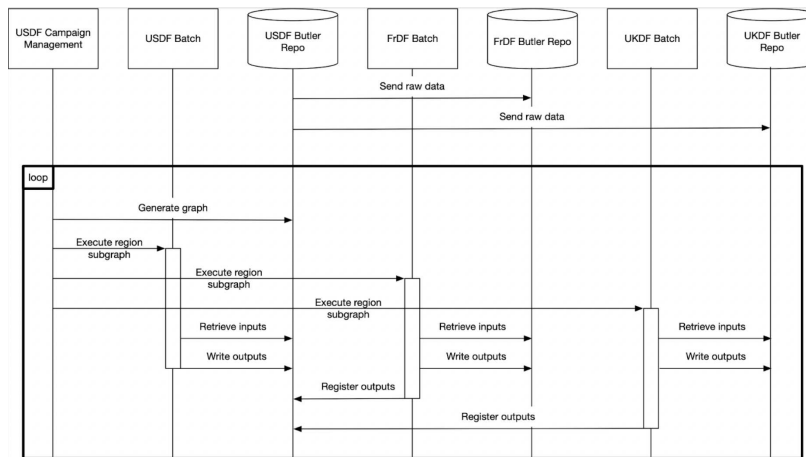 USDF Campaign
Management
USDF Batch
USDF Butler
Repo
FrDF Batch
FrDF Butler Repo
UKDF Batch
UKDF Butler
Repo
Send raw data
Send raw data
loop
Generate graph
Execute region
subgraph
Execute region
subgraph
Execute region
subgraph
Retrieve inputs
Retrieve inputs
Retrieve inputs
Write outputs
Write outputs
Write outputs
Register outputs
Register outputs